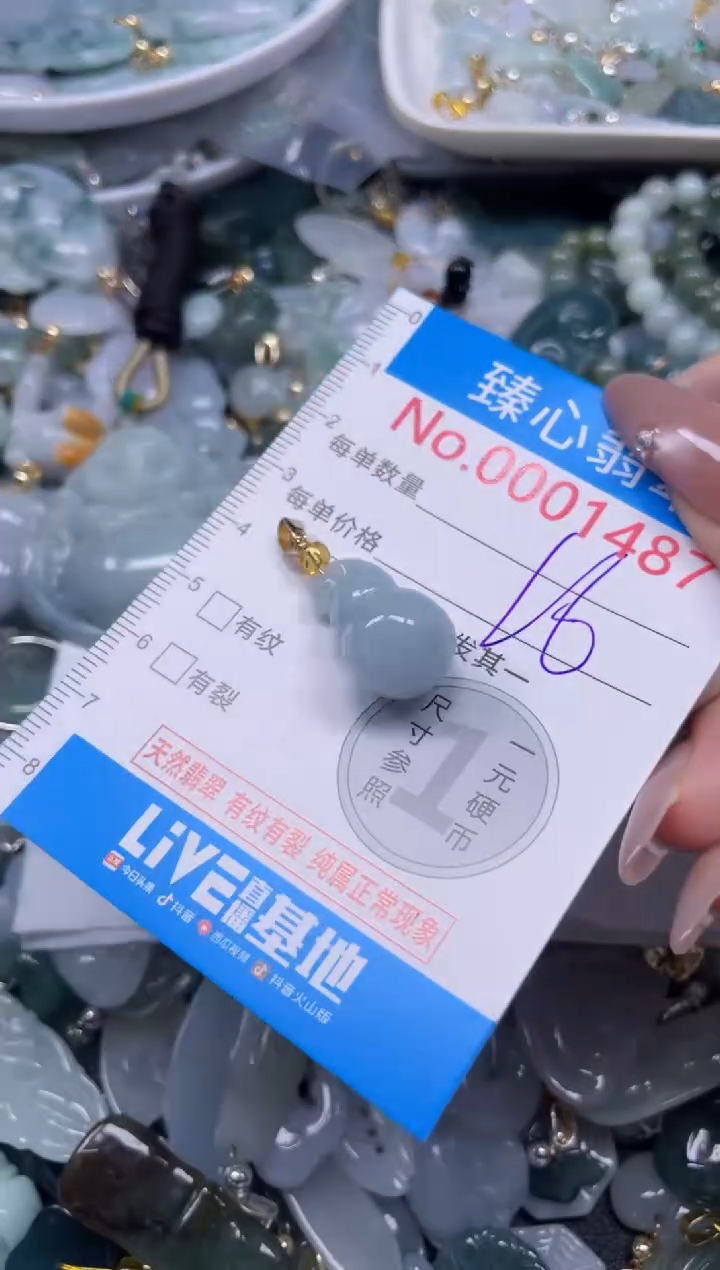 0
1
2
3
4
5
6
7
8
臻心翡
No.0001487
每单数量
每单价格
发其一
□有纹
□有裂
尺寸参照
1
一元硬币
天然翡翠 有纹有裂 纯属正常现象
LiVE直播基地
今日头条 抖音 西瓜视频 抖音火山版